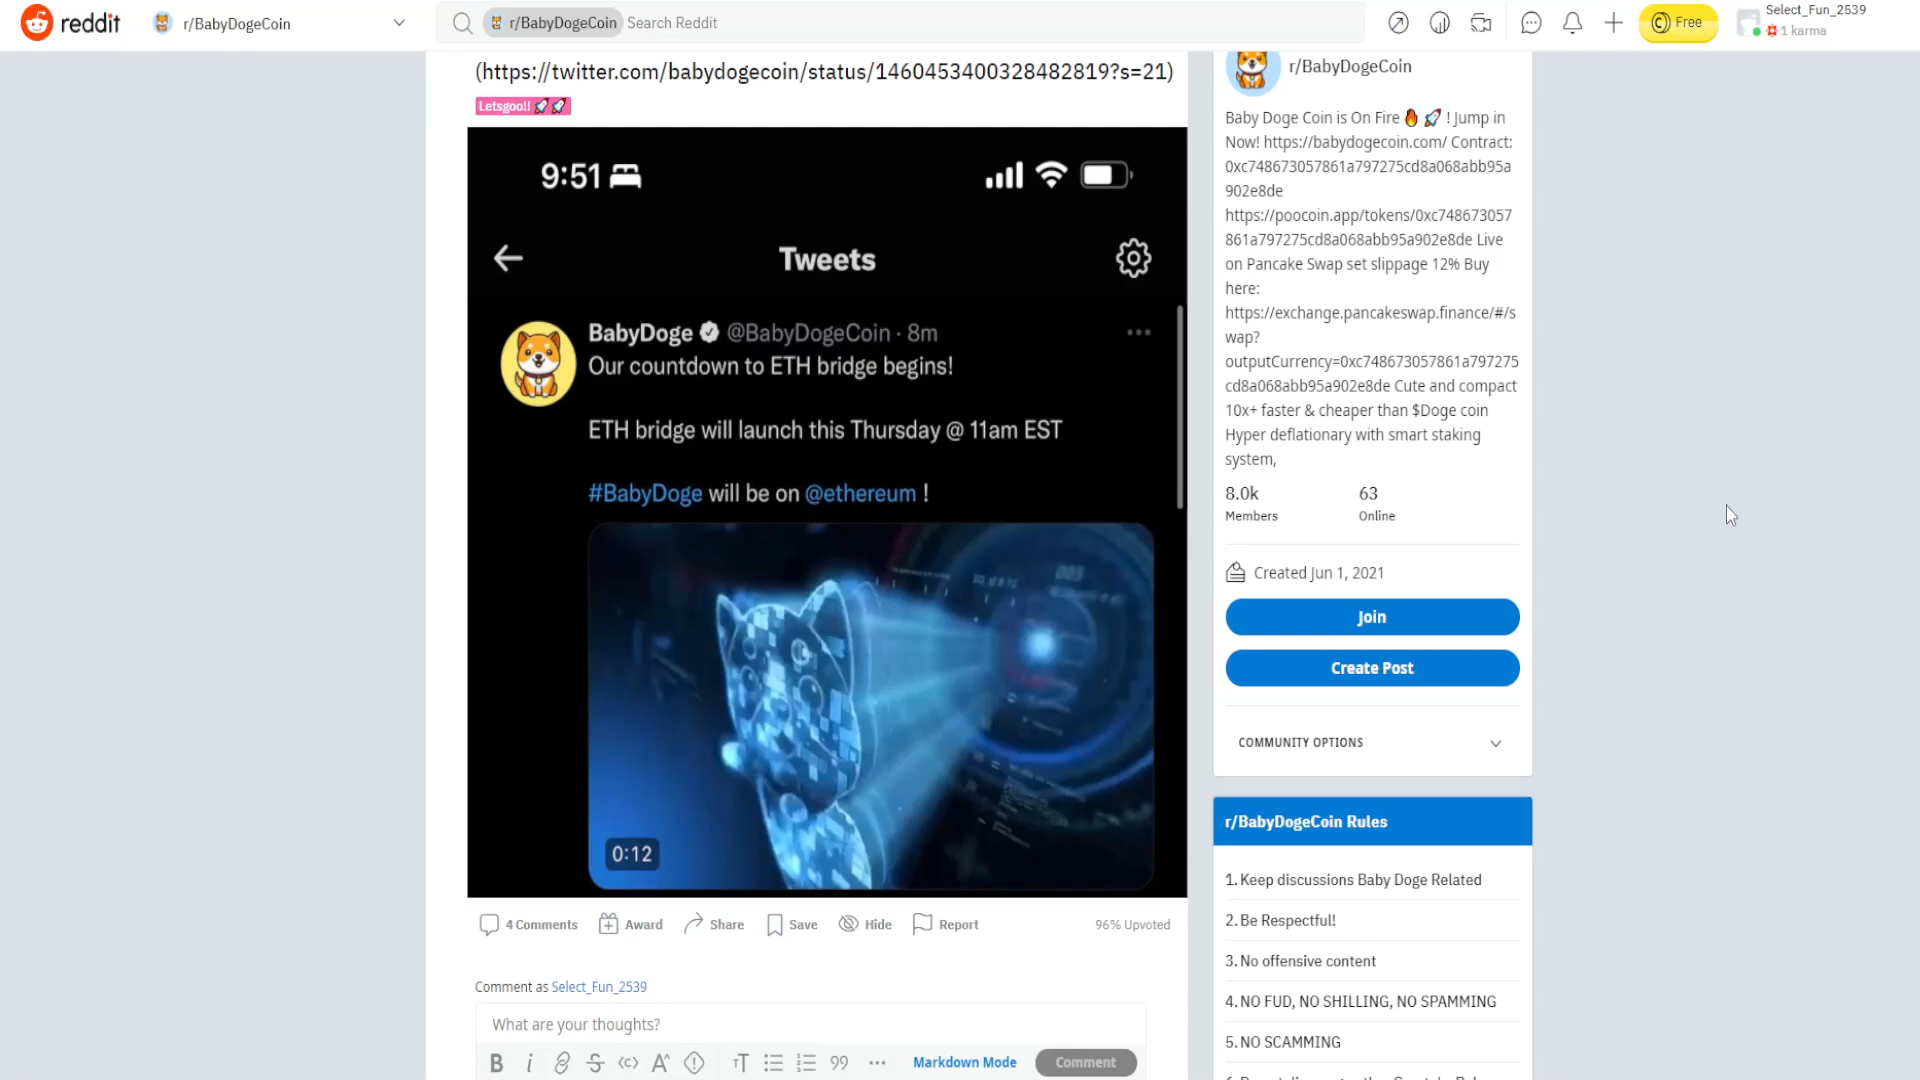 reddit
r/BabyDogeCoin
r/BabyDogeCoin Search Reddit
Free
Select_Fun_2539
1 karma
(https://twitter.com/babydogecoin/status/1460453400328482819?s=21)
Letsgoo!! 🚀🚀
9:51
Tweets
BabyDoge @BabyDogeCoin · 8m
Our countdown to ETH bridge begins!
ETH bridge will launch this Thursday @ 11am EST
#BabyDoge will be on @ethereum !
0:12
4 Comments
Award
Share
Save
Hide
Report
96% Upvoted
Comment as Select_Fun_2539
What are your thoughts?
Markdown Mode
Comment
r/BabyDogeCoin
Baby Doge Coin is On Fire 🔥 🚀 ! Jump in
Now! https://babydogecoin.com/ Contract:
0xc748673057861a797275cd8a068abb95a
902e8de
https://poocoin.app/tokens/0xc748673057
861a797275cd8a068abb95a902e8de Live
on Pancake Swap set slippage 12% Buy
here:
https://exchange.pancakeswap.finance/#/s
wap?
outputCurrency=0xc748673057861a797275
cd8a068abb95a902e8de Cute and compact
10x+ faster & cheaper than $Doge coin
Hyper deflationary with smart staking
system,
8.0k
Members
63
Online
Created Jun 1, 2021
Join
Create Post
COMMUNITY OPTIONS
r/BabyDogeCoin Rules
1. Keep discussions Baby Doge Related
2. Be Respectful!
3. No offensive content
4. NO FUD, NO SHILLING, NO SPAMMING
5. NO SCAMMING